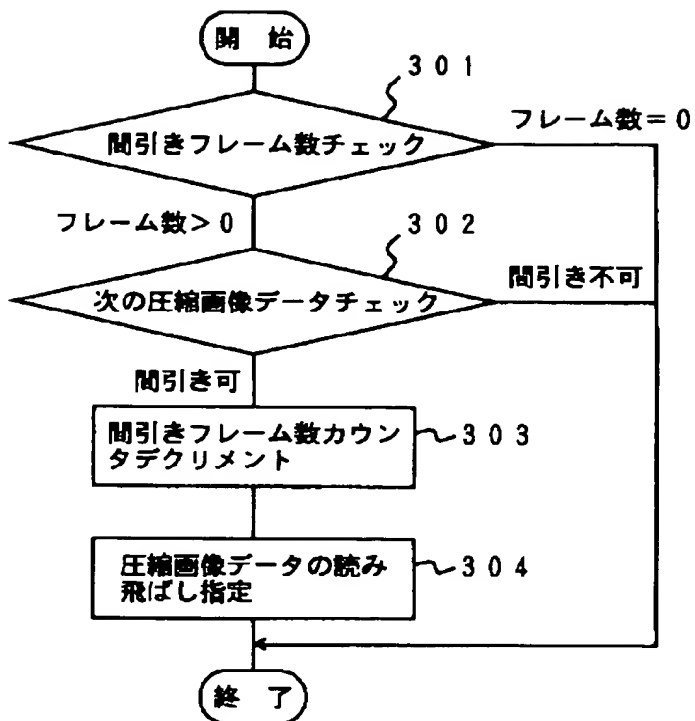 開 始
301
間引きフレーム数チェック
フレーム数=0
フレーム数>0
302
次の圧縮画像データチェック
間引き不可
間引き可
間引きフレーム数カウン
タデクリメント
303
圧縮画像データの読み
飛ばし指定
304
終 了